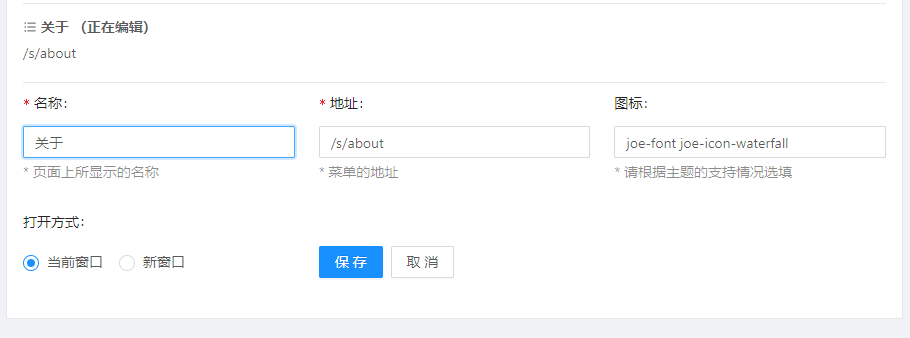 关于 （正在编辑）
/s/about
* 名称：
* 地址：
图标：
关于
/s/about
joe-font joe-icon-waterfall
* 页面上所显示的名称
* 菜单的地址
* 请根据主题的支持情况选填
打开方式：
当前窗口
新窗口
保 存
取 消